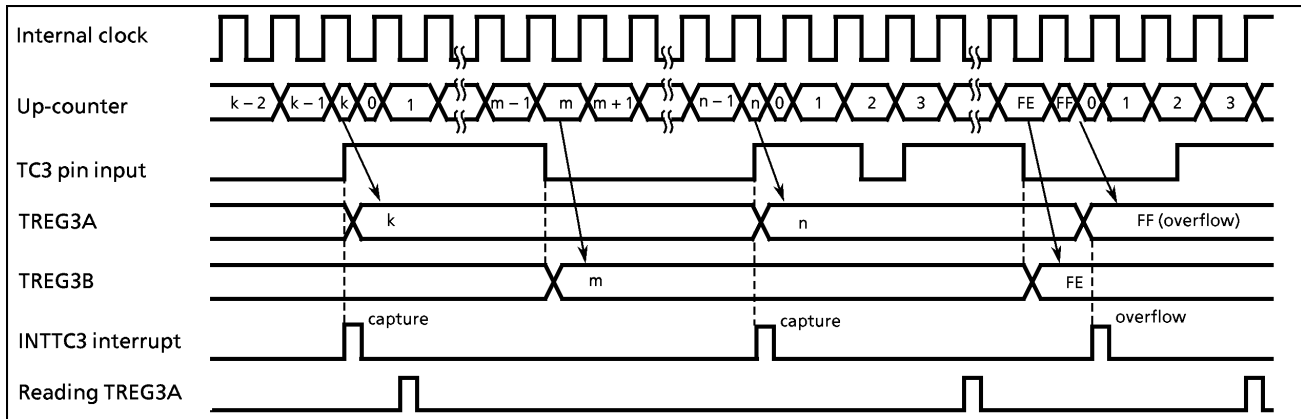 Internal clock
Up-counter k – 2 k – 1 k 0 1 m – 1 m m + 1 n – 1 n 0 1 2 3 FE FF 0 1 2 3
TC3 pin input
TREG3A k n FF (overflow)
TREG3B m FE
INTTC3 interrupt capture capture overflow
Reading TREG3A